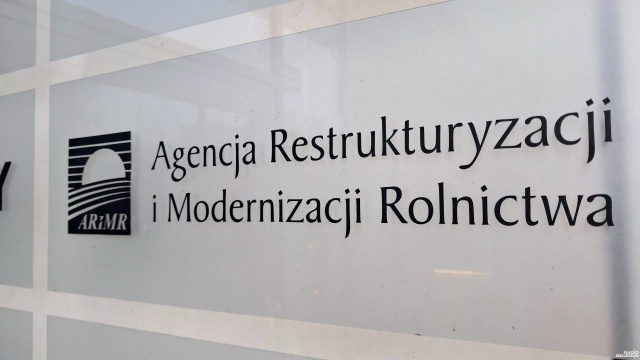 Agencja Restrukturyzacji
i Modernizacji Rolnictwa
ARiMR
Y